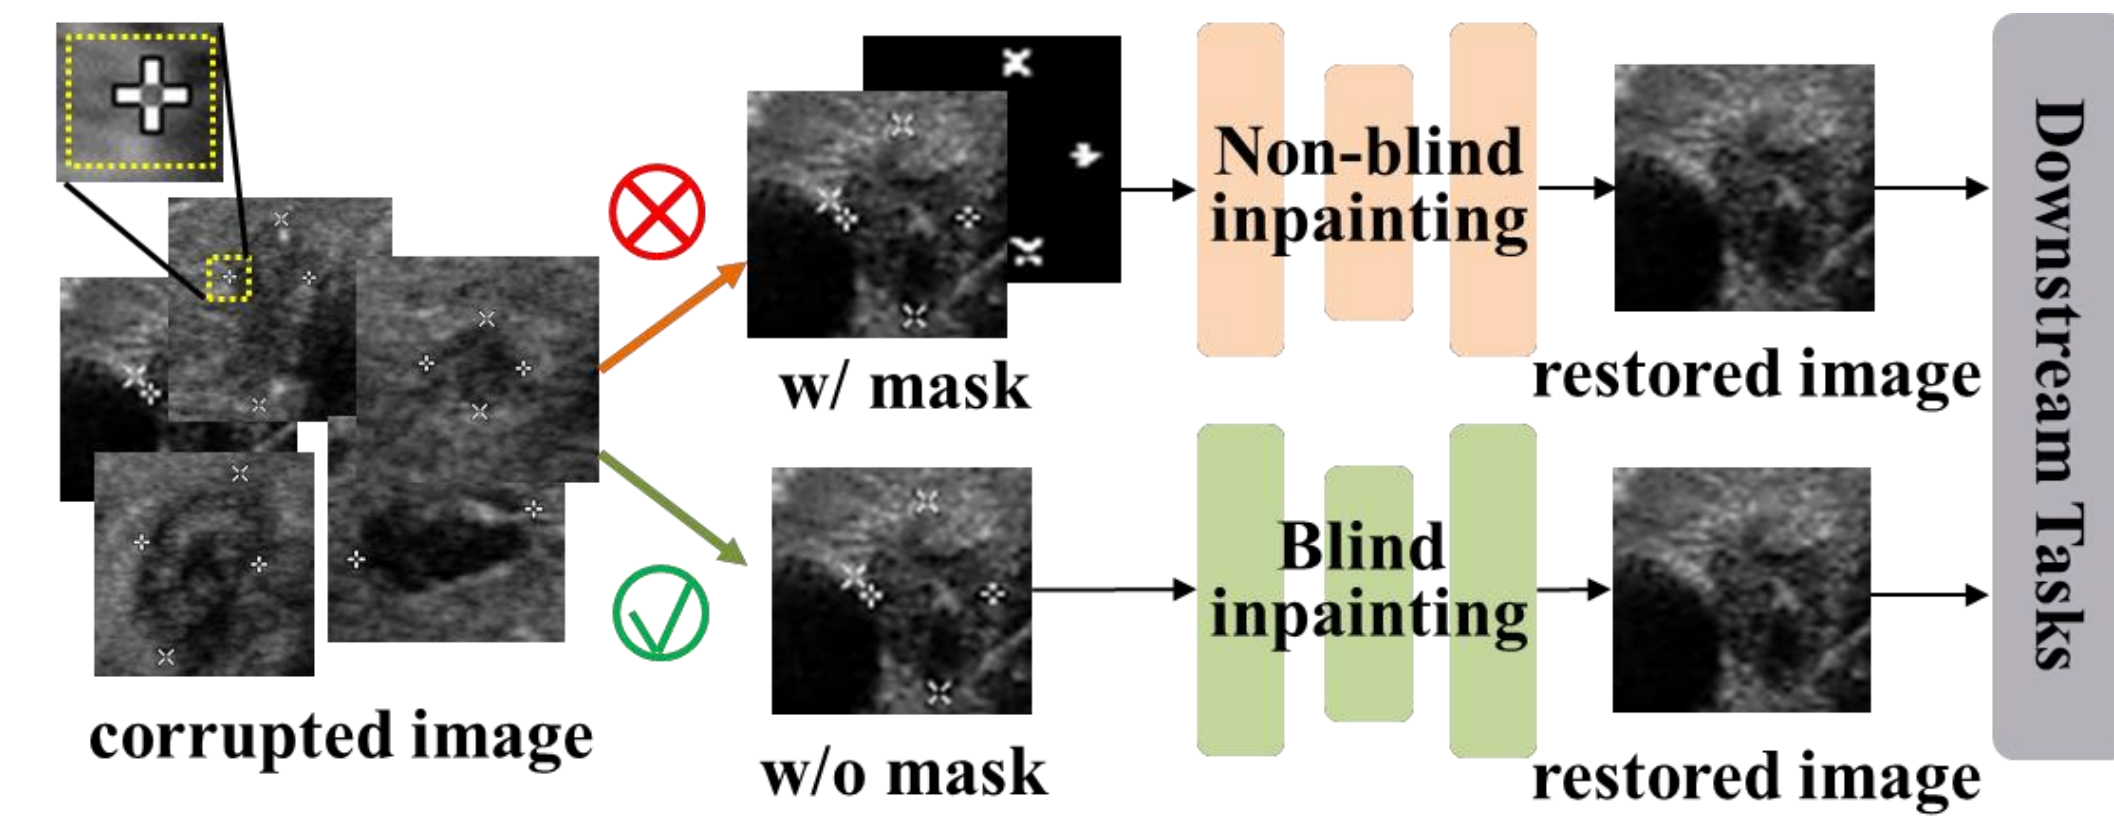 corrupted image
w/ mask
Non-blind
inpainting
restored image
w/o mask
Blind
inpainting
restored image
Downstream Tasks